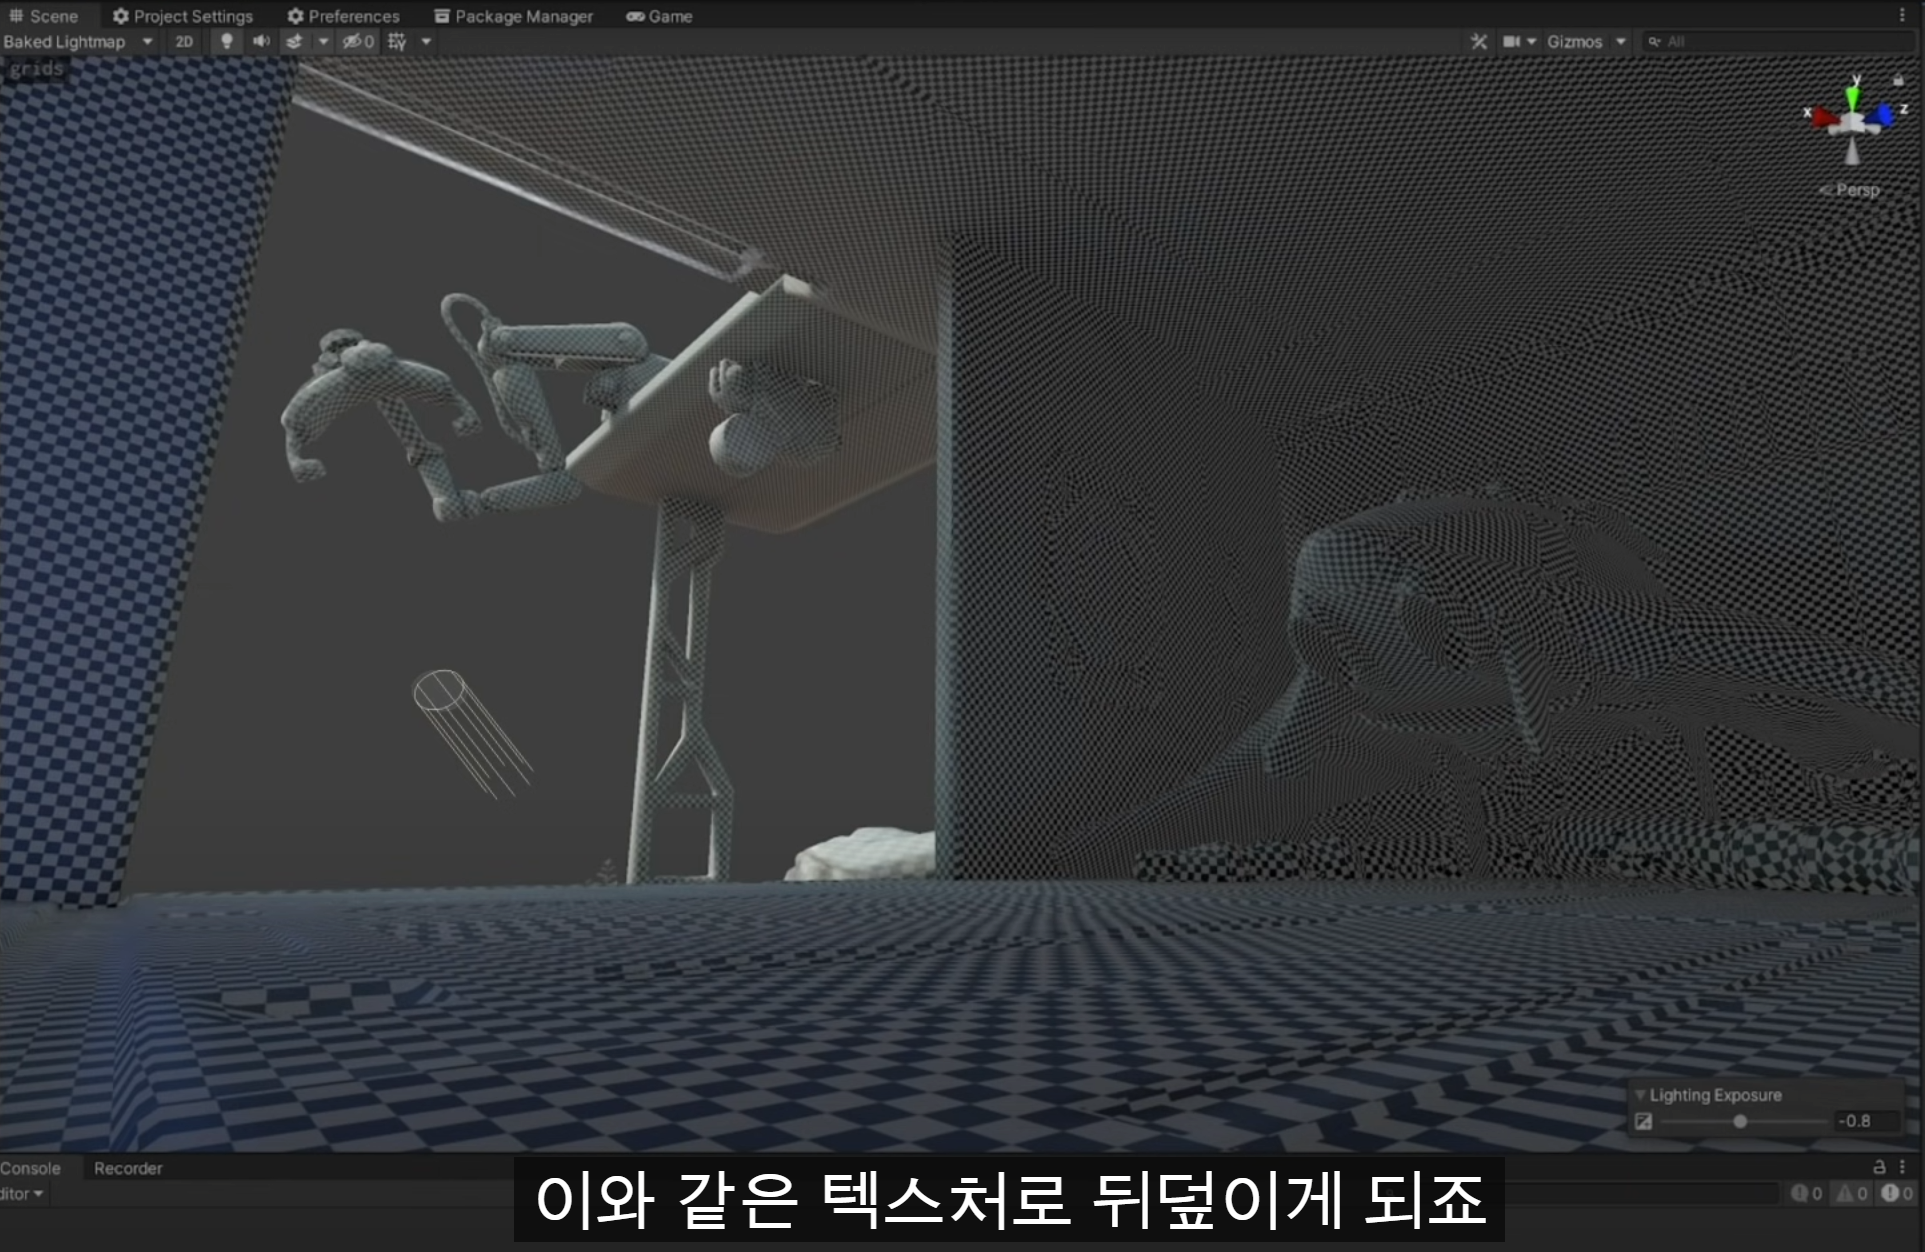 Scene Project Settings Preferences Package Manager Game
Baked Lightmap 2D 0 Gizmos All
grids
y
x z
< Persp
Lighting Exposure
-0.8
Console Recorder
ditor 0 0 0
이와 같은 텍스처로 뒤덮이게 되죠